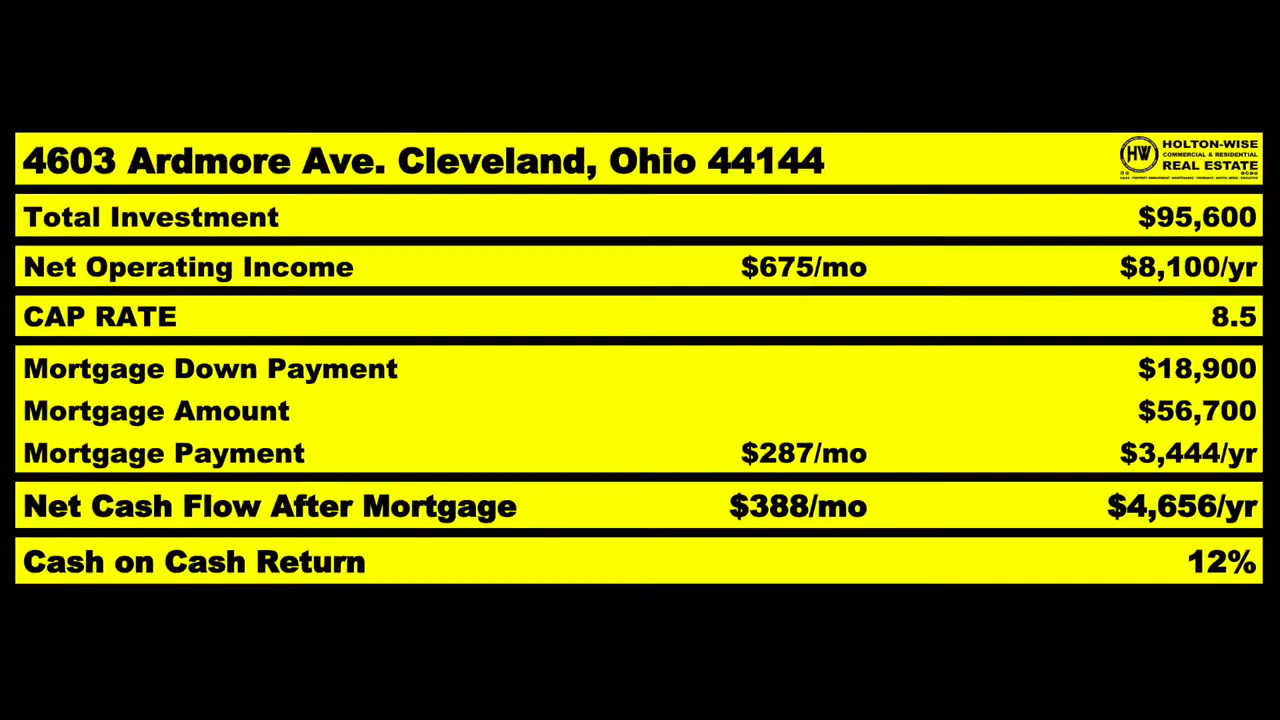 4603 Ardmore Ave. Cleveland, Ohio 44144
HW
HOLTON-WISE
COMMERCIAL & RESIDENTIAL
REAL ESTATE
Total Investment $95,600
Net Operating Income $675/mo $8,100/yr
CAP RATE 8.5
Mortgage Down Payment $18,900
Mortgage Amount $56,700
Mortgage Payment $287/mo $3,444/yr
Net Cash Flow After Mortgage $388/mo $4,656/yr
Cash on Cash Return 12%